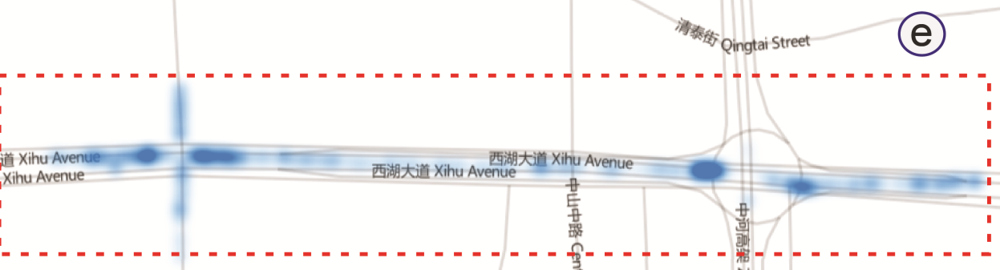 e
清泰街 Qingtai Street
道 Xihu Avenue
西湖大道 Xihu Avenue
Xihu Avenue
西湖大道 Xihu Avenue
中山中路
中河高架